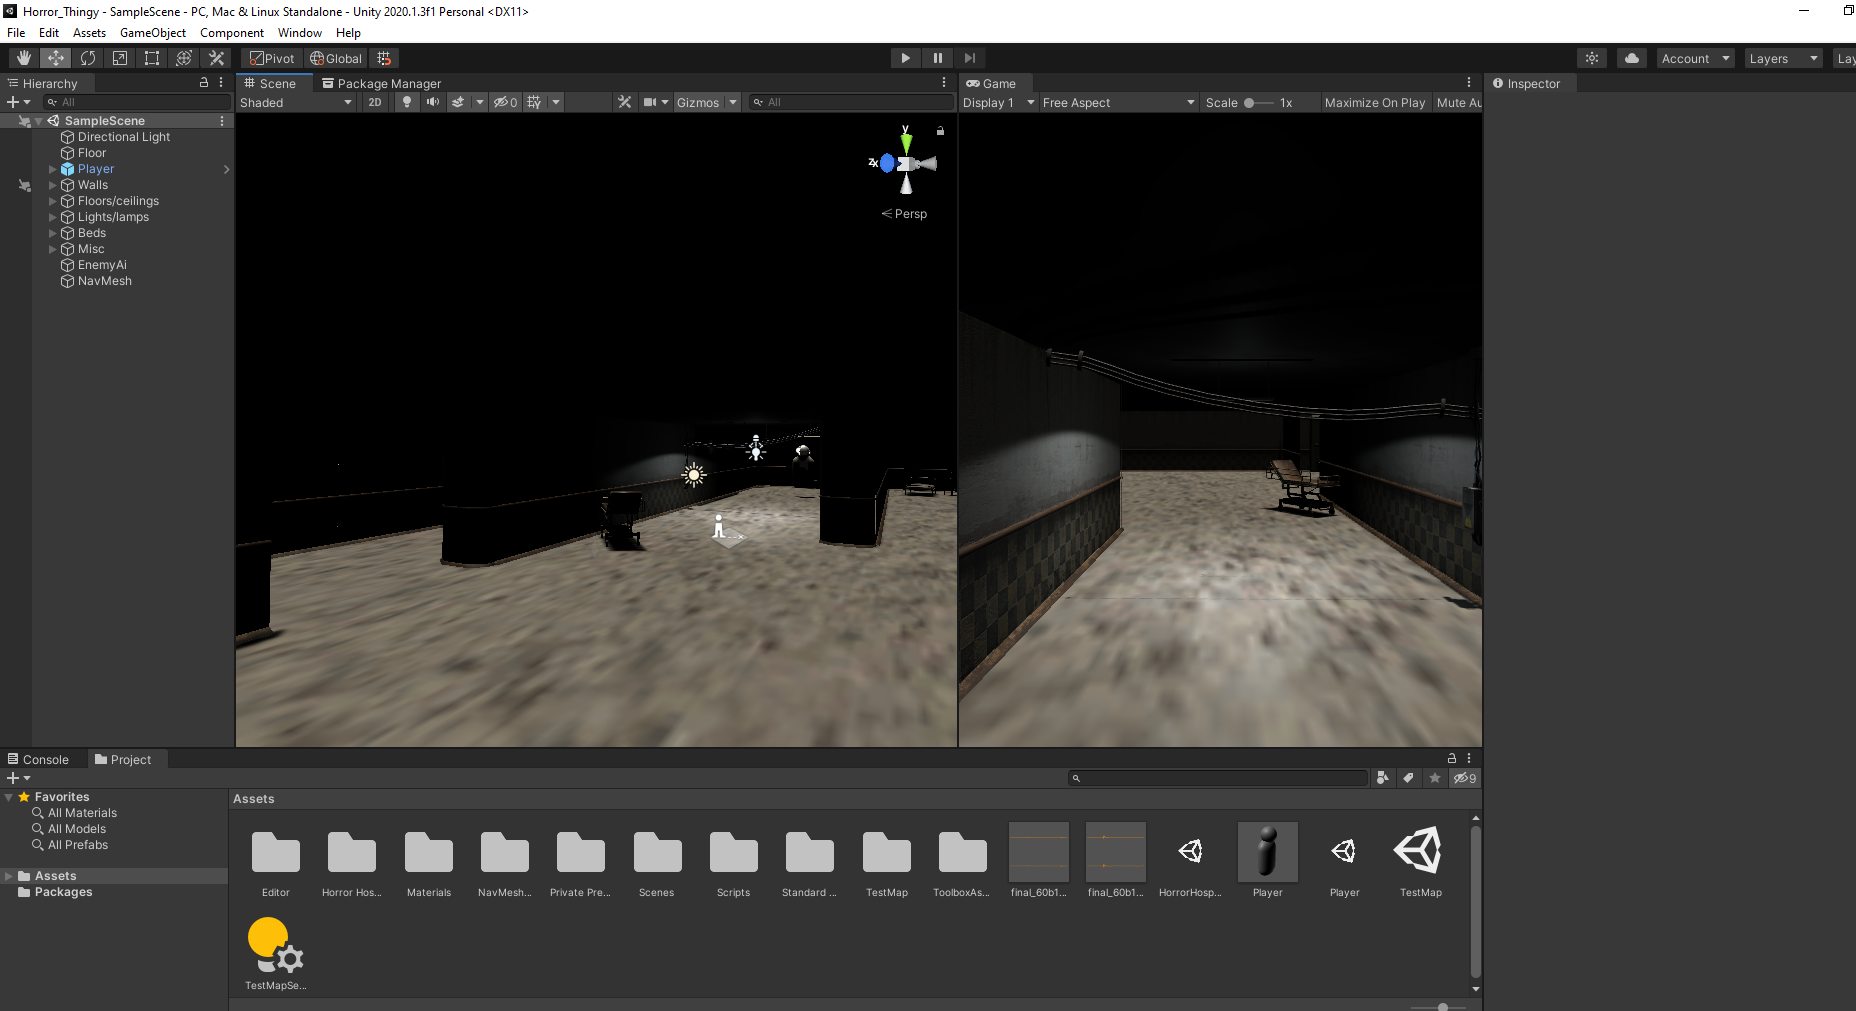 Horror_Thingy - SampleScene - PC, Mac & Linux Standalone - Unity 2020.1.3f1 Personal <DX11>
File Edit Assets GameObject Component Window Help
Pivot Global Account Layers Lay
Hierarchy
All
SampleScene
Directional Light
Floor
Player
Walls
Floors/ceilings
Lights/lamps
Beds
Misc
EnemyAi
NavMesh
Scene Package Manager
Shaded 2D 0 Gizmos All
y
z x
Persp
Game
Display 1 Free Aspect Scale 1x Maximize On Play Mute Au
Inspector
Console Project
9
Favorites
All Materials
All Models
All Prefabs
Assets
Packages
Assets
Editor Horror Hos... Materials NavMesh... Private Pre... Scenes Scripts Standard ... TestMap ToolboxAs... final_60b1... final_60b1... HorrorHosp... Player Player TestMap
TestMapSe...